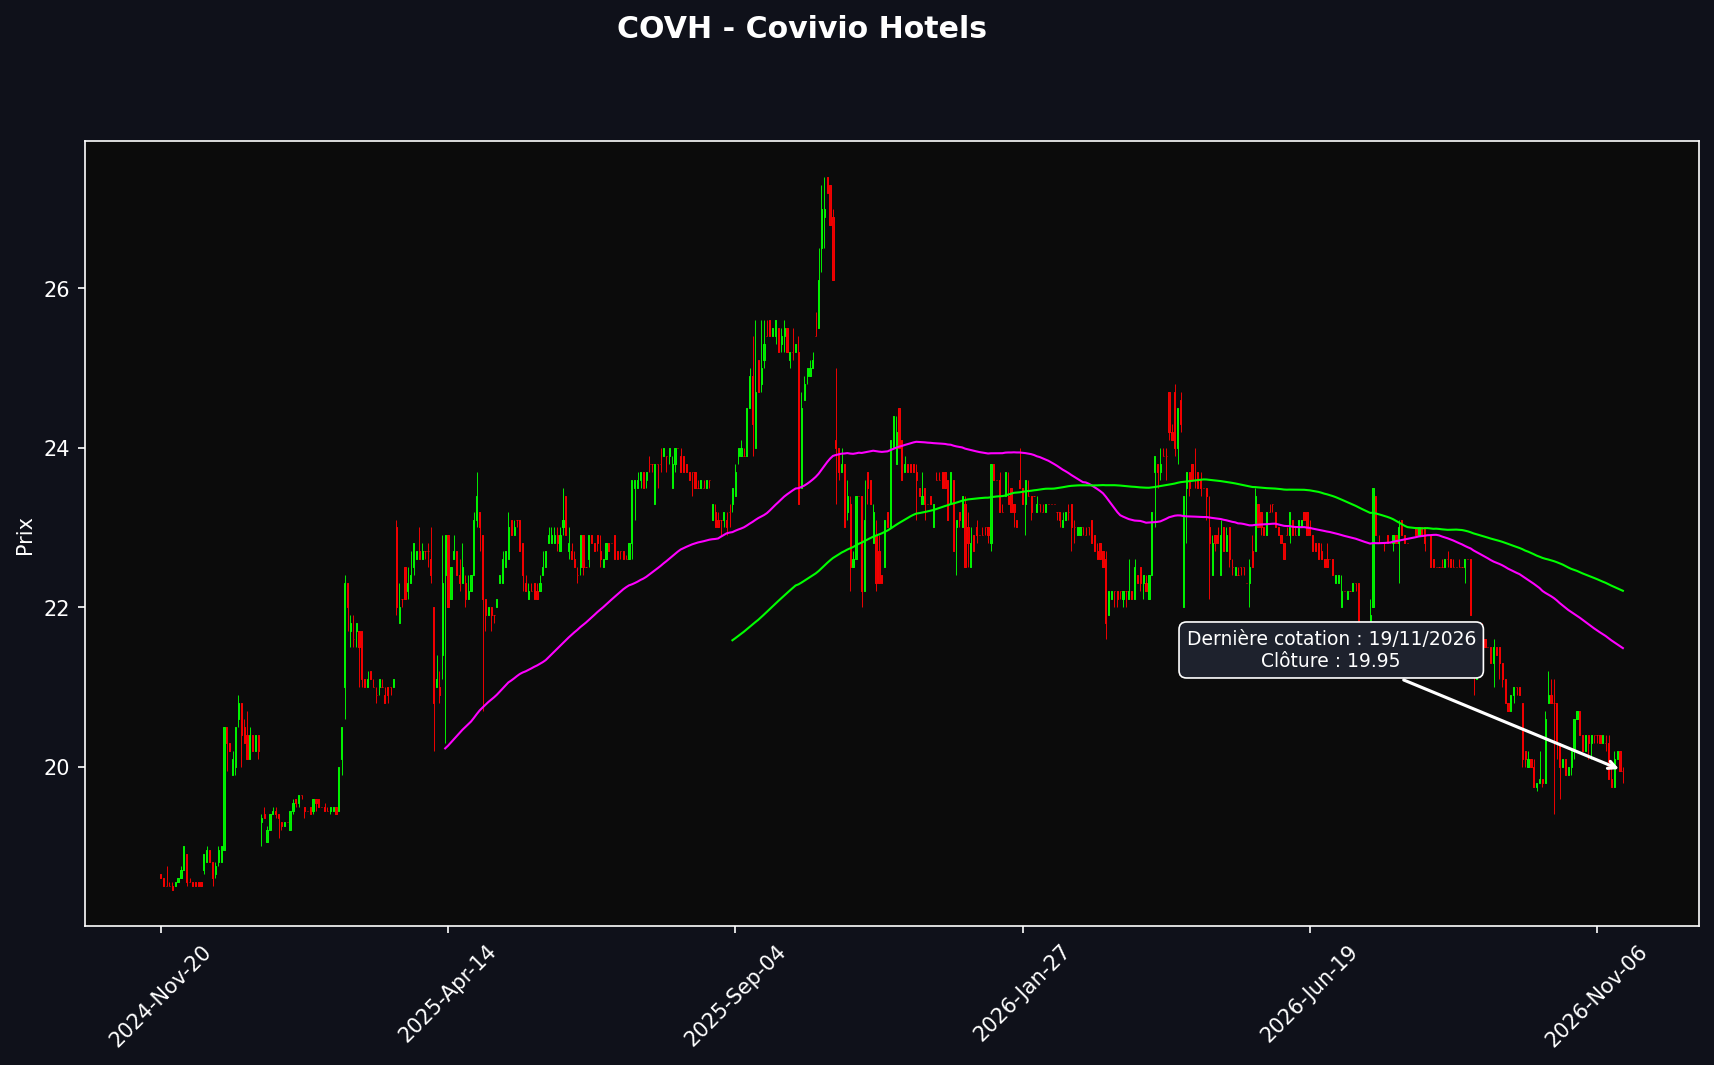 COVH - Covivio Hotels
Prix
26
24
22
20
Dernière cotation : 19/11/2026
Clôture : 19.95
2024-Nov-20
2025-Apr-14
2025-Sep-04
2026-Jan-27
2026-Jun-19
2026-Nov-06